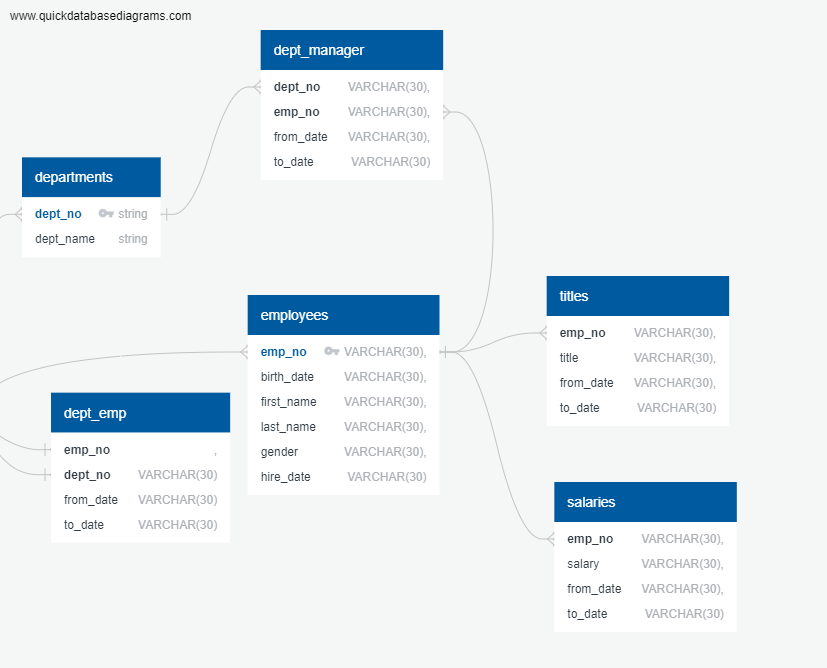 www.quickdatabasediagrams.com
dept_manager
dept_no VARCHAR(30),
emp_no VARCHAR(30),
from_date VARCHAR(30),
to_date VARCHAR(30)
departments
dept_no string
dept_name string
employees
emp_no VARCHAR(30),
birth_date VARCHAR(30),
first_name VARCHAR(30),
last_name VARCHAR(30),
gender VARCHAR(30),
hire_date VARCHAR(30)
titles
emp_no VARCHAR(30),
title VARCHAR(30),
from_date VARCHAR(30),
to_date VARCHAR(30)
dept_emp
emp_no ,
dept_no VARCHAR(30)
from_date VARCHAR(30)
to_date VARCHAR(30)
salaries
emp_no VARCHAR(30),
salary VARCHAR(30),
from_date VARCHAR(30),
to_date VARCHAR(30)